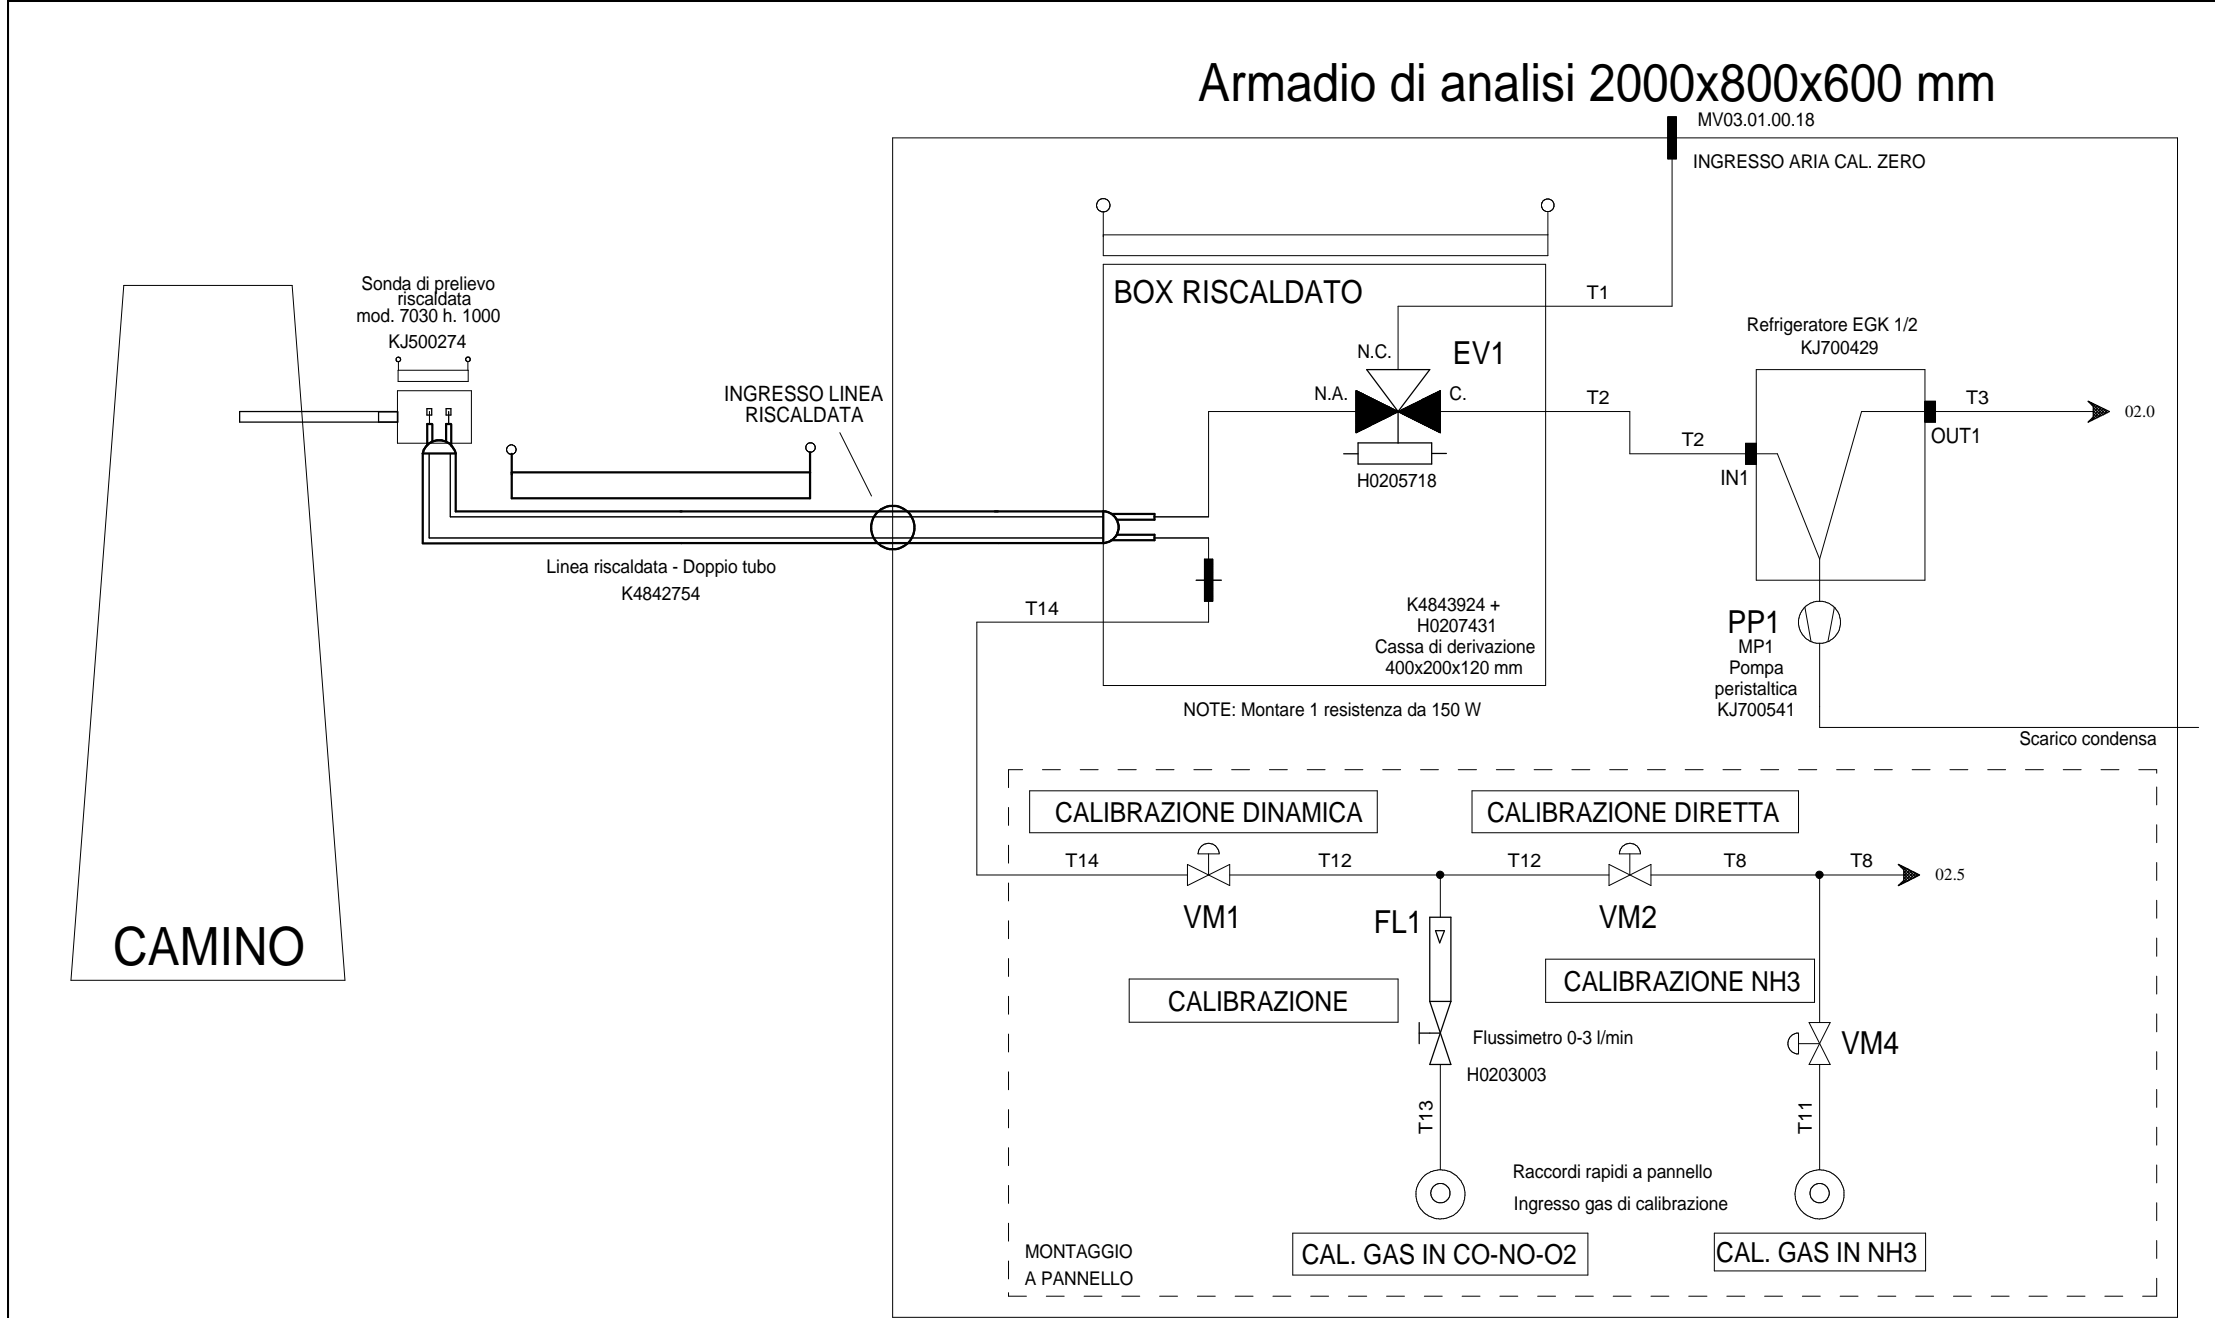 Armadio di analisi 2000x800x600 mm
MV03.01.00.18
INGRESSO ARIA CAL. ZERO
Sonda di prelievo
riscaldata
mod. 7030 h. 1000
KJ500274
BOX RISCALDATO
T1
Refrigeratore EGK 1/2
KJ700429
N.C.
EV1
INGRESSO LINEA
RISCALDATA
N.A.
C.
T2
T3
02.0
T2
OUT1
IN1
H0205718
Linea riscaldata - Doppio tubo
K4842754
T14
K4843924 +
H0207431
Cassa di derivazione
400x200x120 mm
PP1
MP1
Pompa
peristaltica
KJ700541
NOTE: Montare 1 resistenza da 150 W
Scarico condensa
CALIBRAZIONE DINAMICA
CALIBRAZIONE DIRETTA
T14
T12
T12
T8
T8
02.5
VM1
FL1
VM2
CAMINO
CALIBRAZIONE
CALIBRAZIONE NH3
Flussimetro 0-3 l/min
H0203003
VM4
T13
T11
Raccordi rapidi a pannello
Ingresso gas di calibrazione
MONTAGGIO
A PANNELLO
CAL. GAS IN CO-NO-O2
CAL. GAS IN NH3